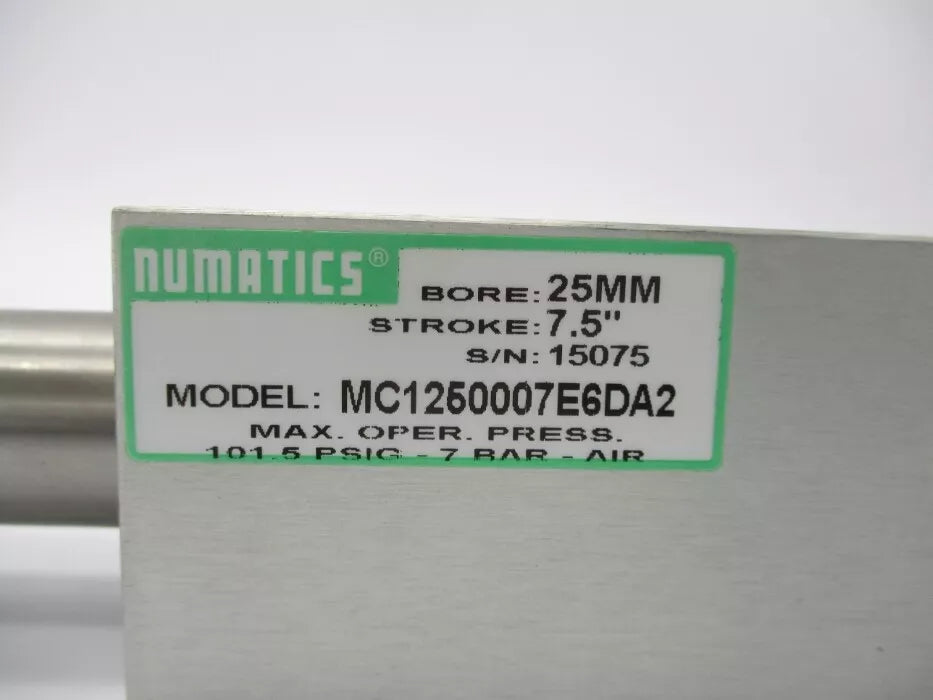 NUMATICS®
BORE: 25MM
STROKE: 7.5"
S/N: 15075
MODEL: MC1250007E6DA2
MAX. OPER. PRESS.
101.5 PSIG - 7 BAR - AIR